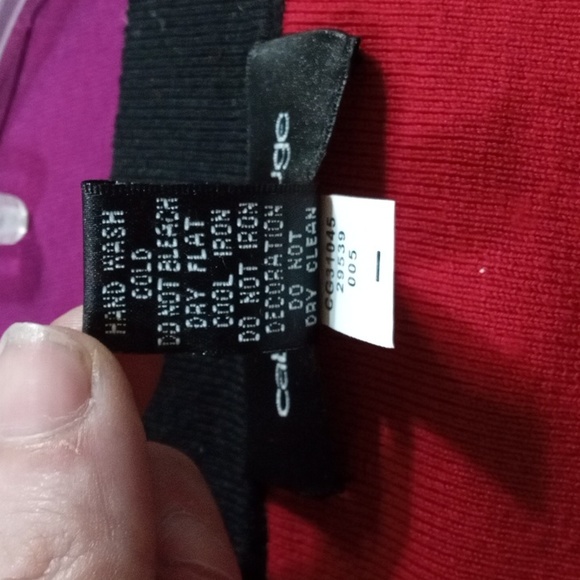 HAND WASH
COLD
DO NOT BLEACH
DRY FLAT
COOL IRON
DO NOT IRON
DECORATION
DO NOT
DRY CLEAN
CG31045
29539
005